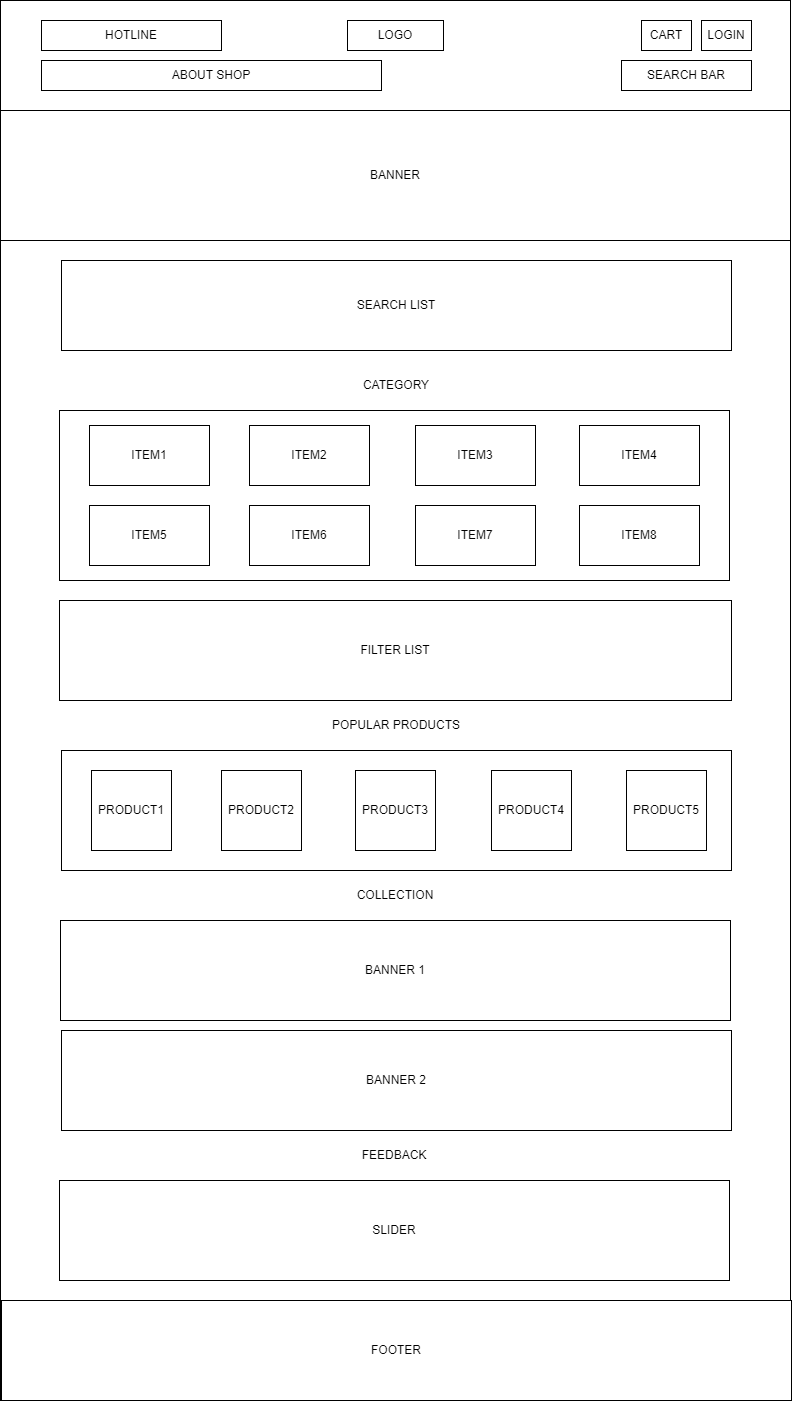 HOTLINE
LOGO
CART
LOGIN
ABOUT SHOP
SEARCH BAR
BANNER
SEARCH LIST
CATEGORY
ITEM1
ITEM2
ITEM3
ITEM4
ITEM5
ITEM6
ITEM7
ITEM8
FILTER LIST
POPULAR PRODUCTS
PRODUCT1
PRODUCT2
PRODUCT3
PRODUCT4
PRODUCT5
COLLECTION
BANNER 1
BANNER 2
FEEDBACK
SLIDER
FOOTER